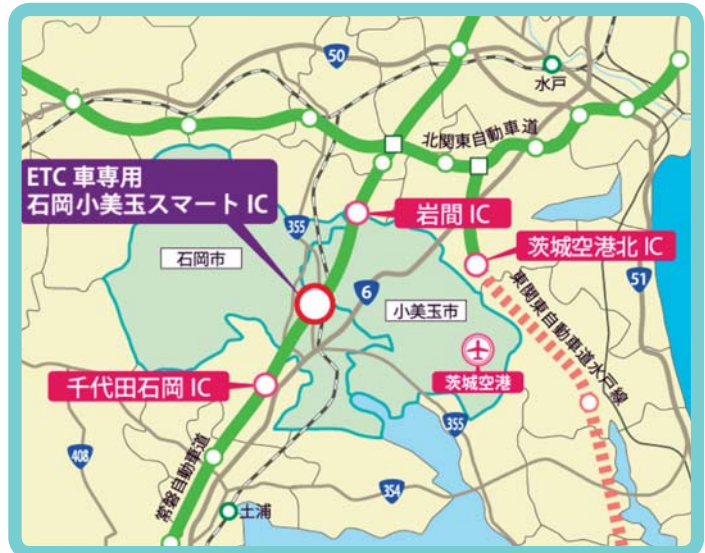 50
水戸
北関東自動車道
ETC 車専用
石岡小美玉スマート IC
355
岩間 IC
石岡市
茨城空港北 IC
6
51
小美玉市
東関東自動車道水戸線
千代田石岡 IC
茨城空港
355
408
常磐自動車道
354
土浦